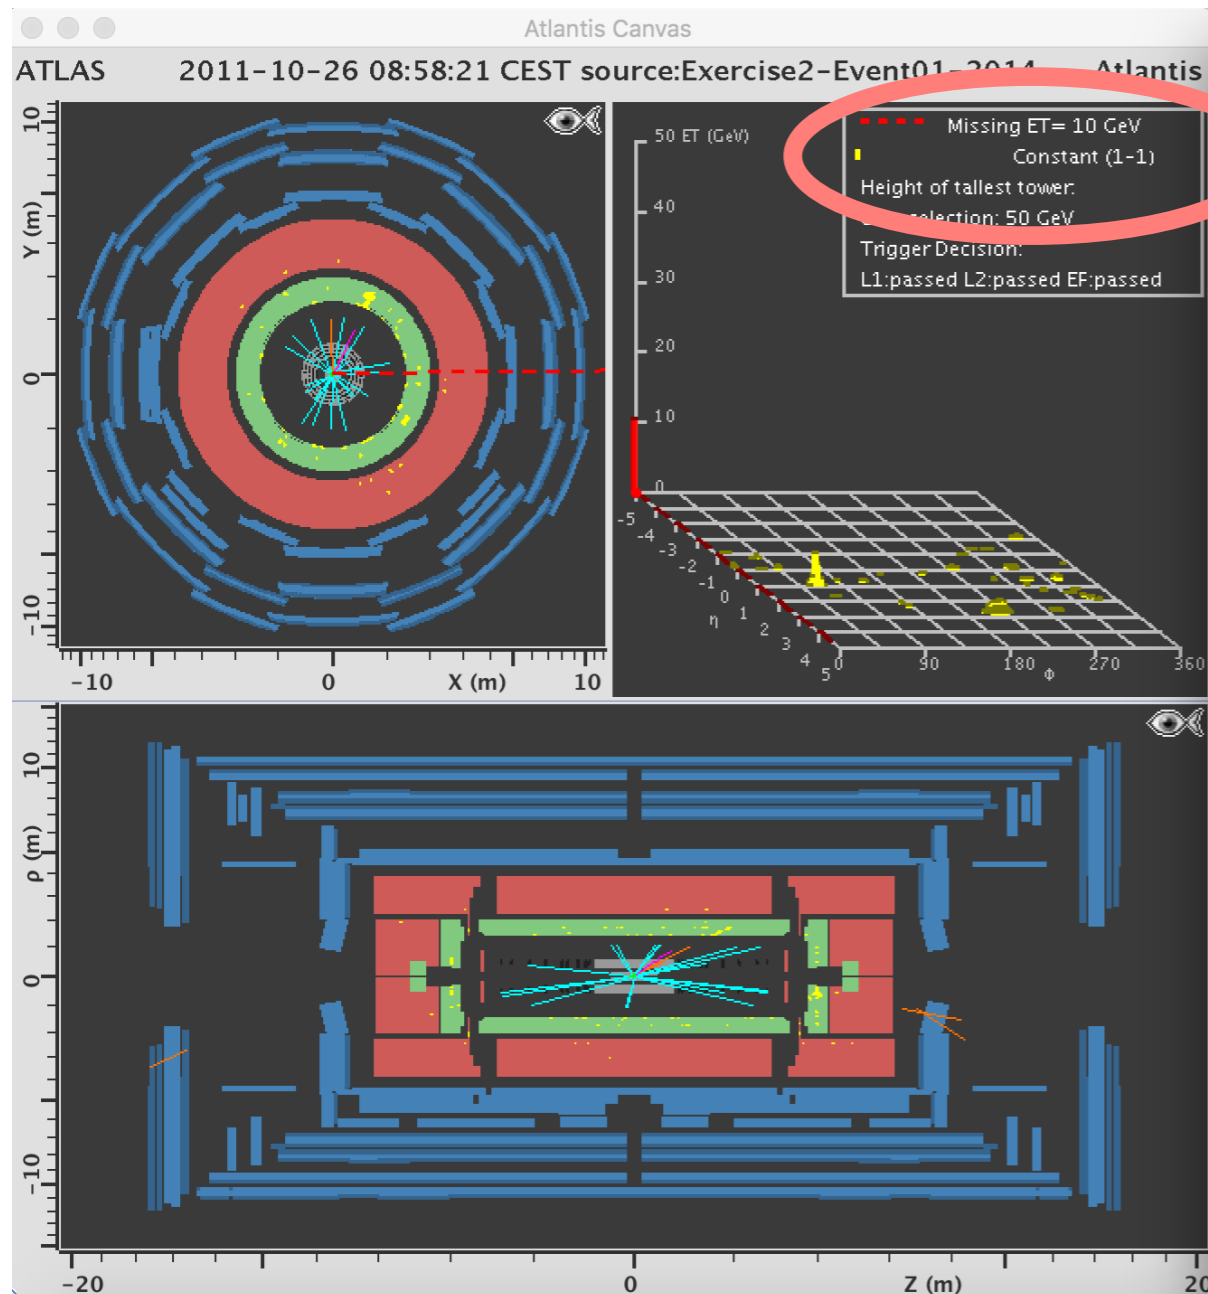 Atlantis Canvas
ATLAS 2011-10-26 08:58:21 CEST source:Exercise2-Event01-2014 Atlantis
10
Y (m)
0
-10
-10 0 X (m) 10
50 ET (GeV)
40
30
20
10
0
Missing ET= 10 GeV
Constant (1-1)
Height of tallest tower:
selection: 50 GeV
Trigger Decision:
L1:passed L2:passed EF:passed
-5
-4
-3
-2
-1
0
η
1
2
3
4
5
0 90 180 Φ 270 360
10
ρ (m)
0
-10
-20 0 Z (m) 20